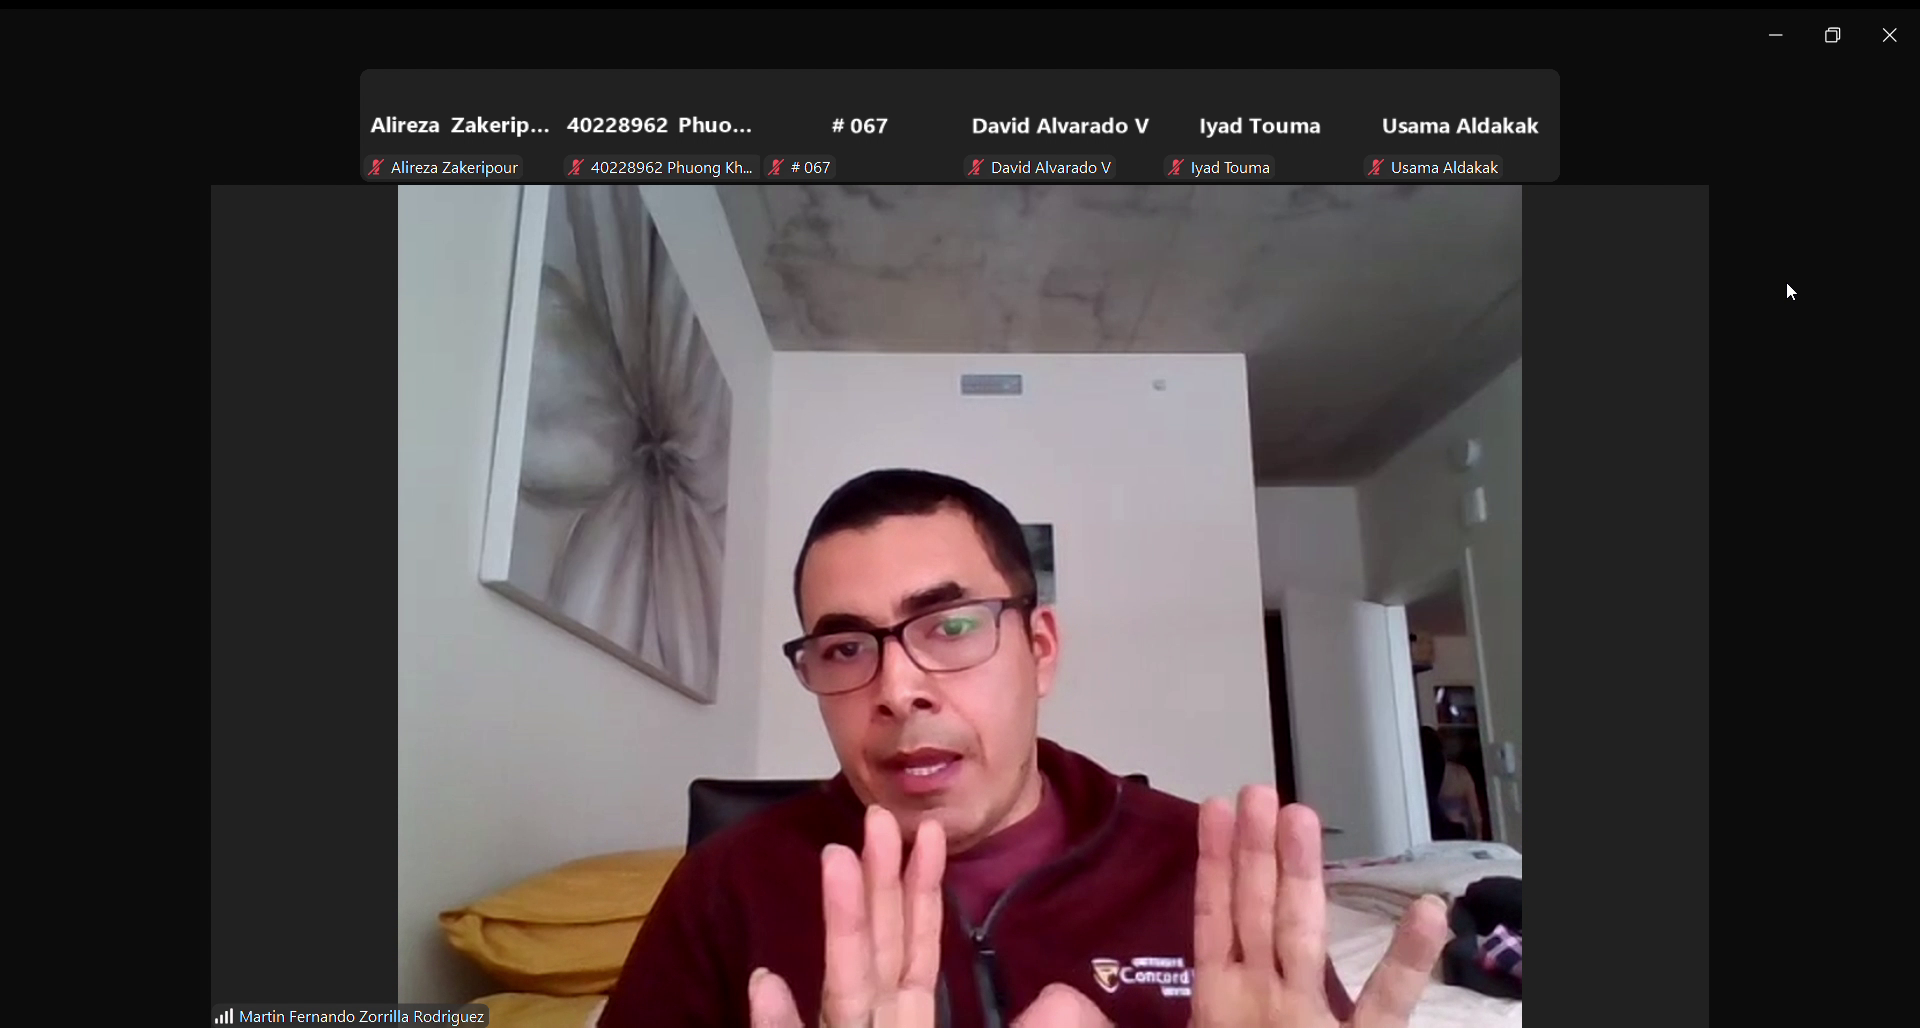 Alireza Zakerip...
40228962 Phuo...
# 067
David Alvarado V
Iyad Touma
Usama Aldakak
Alireza Zakeripour
40228962 Phuong Kh...
# 067
David Alvarado V
Iyad Touma
Usama Aldakak
Concord
Martin Fernando Zorrilla Rodriguez